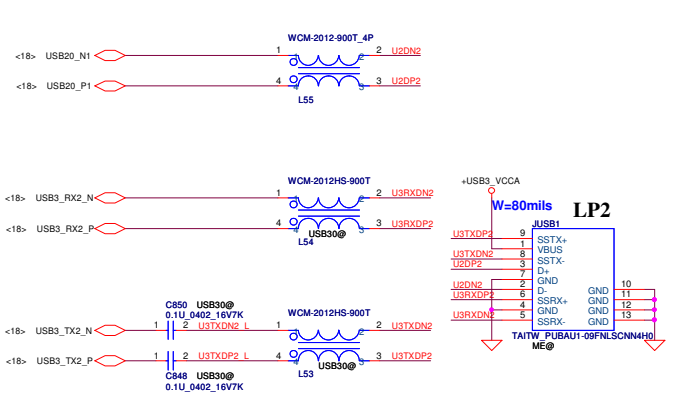 WCM-2012-900T_4P
<18> USB20_N1 1 2 U2DN2
<18> USB20_P1 4 3 U2DP2
L55
WCM-2012HS-900T
<18> USB3_RX2_N 1 2 U3RXDN2
<18> USB3_RX2_P 4 3 U3RXDP2
USB30@
L54
C850 USB30@
0.1U_0402_16V7K
WCM-2012HS-900T
<18> USB3_TX2_N 1 2 U3TXDN2_L 1 2 U3TXDN2
<18> USB3_TX2_P 1 2 U3TXDP2_L 4 3 U3TXDP2
USB30@
L53
C848 USB30@
0.1U_0402_16V7K
+USB3_VCCA
W=80mils
LP2
JUSB1
U3TXDP2 9 SSTX+
1 VBUS
U3TXDN2 8 SSTX-
U2DP2 3 D+
7 GND
U2DN2 2 D- GND 10
U3RXDP2 6 SSRX+ GND 11
4 GND GND 12
U3RXDN2 5 SSRX- GND 13
TAITW_PUBAU1-09FNLSCNN4H0
ME@